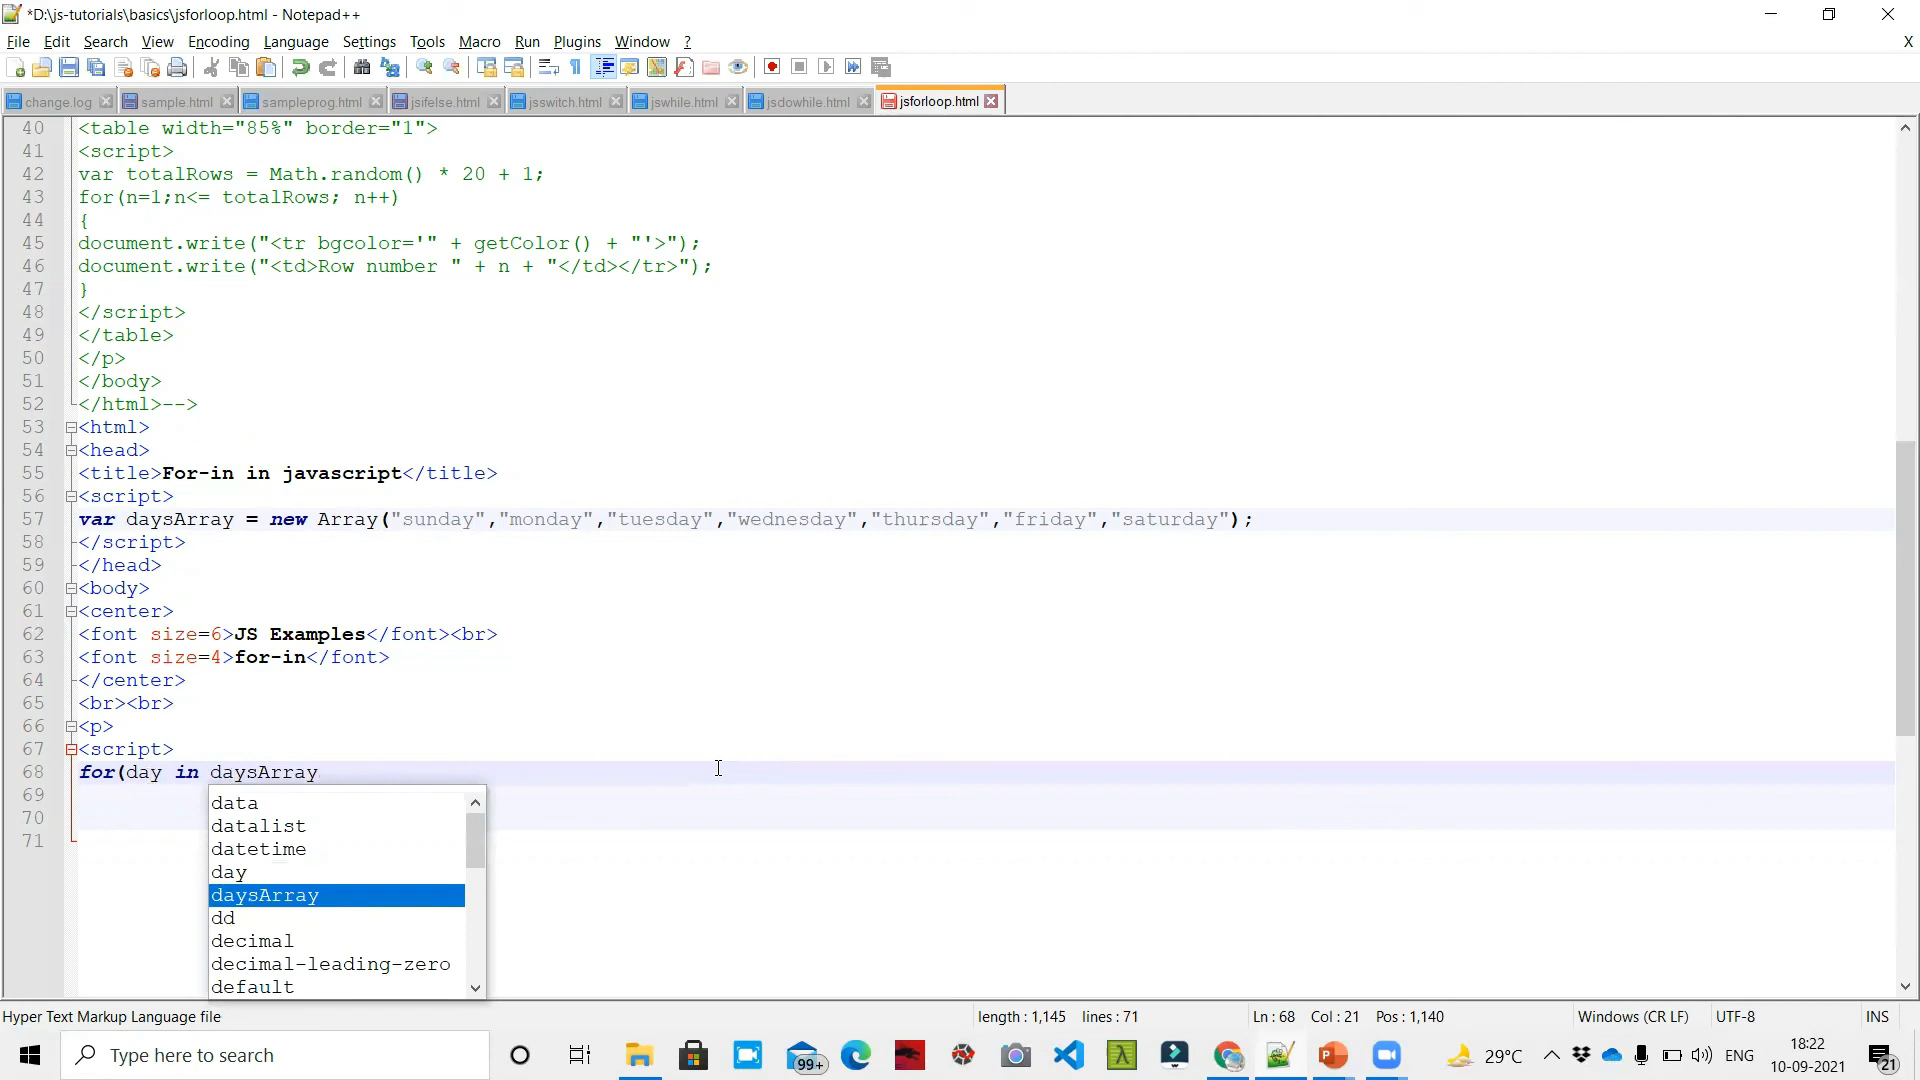 *D:\js-tutorials\basics\jsforloop.html - Notepad++
File Edit Search View Encoding Language Settings Tools Macro Run Plugins Window ? X
change.log sample.html sampleprog.html jsifelse.html jsswitch.html jswhile.html jsdowhile.html jsforloop.html
40 <table width="85%" border="1">
41 <script>
42 var totalRows = Math.random() * 20 + 1;
43 for(n=1;n<= totalRows; n++)
44 {
45 document.write("<tr bgcolor='" + getColor() + "'>");
46 document.write("<td>Row number " + n + "</td></tr>");
47 }
48 </script>
49 </table>
50 </p>
51 </body>
52 </html>-->
53 <html>
54 <head>
55 <title>For-in in javascript</title>
56 <script>
57 var daysArray = new Array("sunday","monday","tuesday","wednesday","thursday","friday","saturday");
58 </script>
59 </head>
60 <body>
61 <center>
62 <font size=6>JS Examples</font><br>
63 <font size=4>for-in</font>
64 </center>
65 <br><br>
66 <p>
67 <script>
68 for(day in daysArray
69
70
71
data
datalist
datetime
day
daysArray
dd
decimal
decimal-leading-zero
default
Hyper Text Markup Language file length : 1,145 lines : 71 Ln : 68 Col : 21 Pos : 1,140 Windows (CR LF) UTF-8 INS
Type here to search 99+ 29°C ENG 18:22 10-09-2021 21